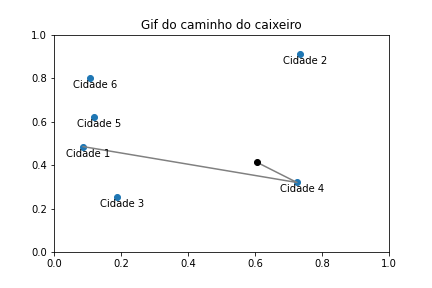 Gif do caminho do caixeiro
1.0
Cidade 2
0.8
Cidade 6
0.6
Cidade 5
Cidade 1
0.4
Cidade 4
0.2
Cidade 3
0.0
0.0 0.2 0.4 0.6 0.8 1.0